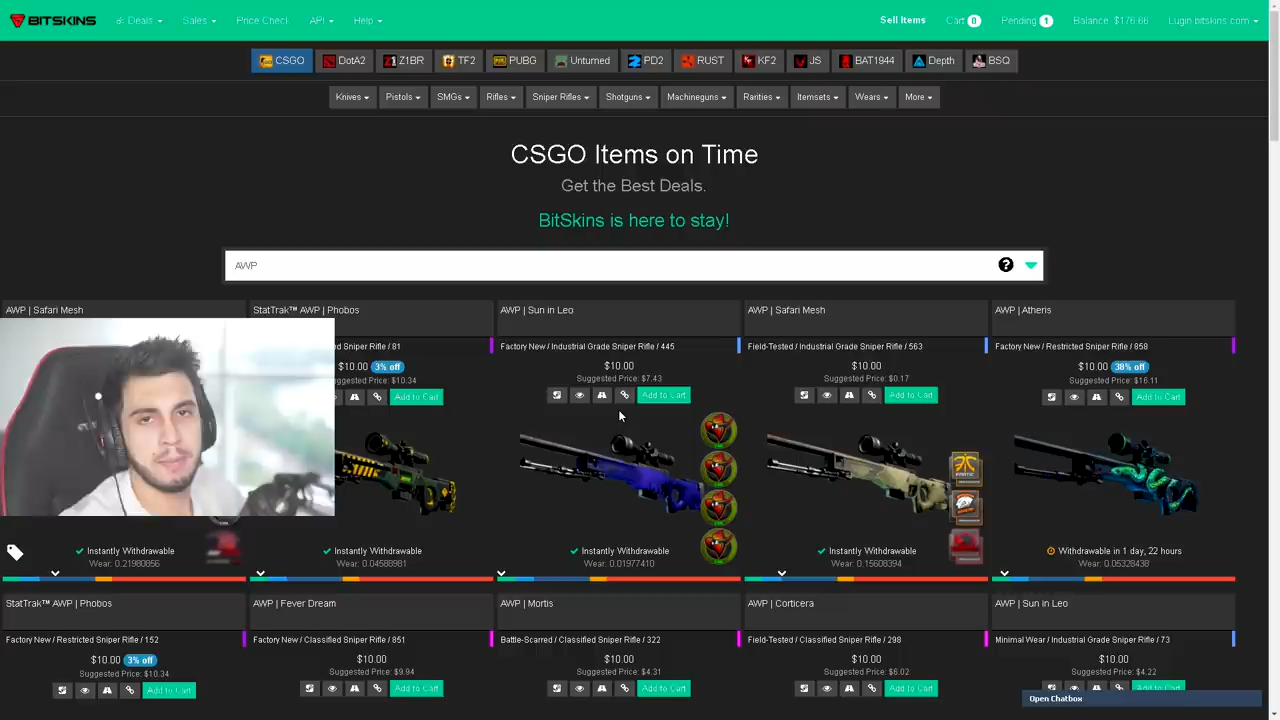 BITSKINS Deals Sales Price Check API Help Sell Items Cart 0 Pending 1 Balance: $176.66 Login bitskins.com
CSGO DotA2 Z1BR TF2 PUBG Unturned PD2 RUST KF2 JS BAT1944 Depth BSQ
Knives Pistols SMGs Rifles Sniper Rifles Shotguns Machineguns Rarities Itemsets Wears More
CSGO Items on Time
Get the Best Deals.
BitSkins is here to stay!
AWP
AWP | Safari Mesh StatTrak™ AWP | Phobos AWP | Sun in Leo AWP | Safari Mesh AWP | Atheris
Sniper Rifle / 81 Factory New / Industrial Grade Sniper Rifle / 445 Field-Tested / Industrial Grade Sniper Rifle / 563 Factory New / Restricted Sniper Rifle / 858
$10.00 3% off $10.00 $10.00 $10.00 38% off
Price: $10.34 Suggested Price: $7.43 Suggested Price: $0.17 Suggested Price: $16.11
Add to Cart Add to Cart Add to Cart Add to Cart
Instantly Withdrawable Instantly Withdrawable Instantly Withdrawable Instantly Withdrawable Withdrawable in 1 day, 22 hours
Wear: 0.21980856 Wear: 0.04588981 Wear: 0.01977410 Wear: 0.15608394 Wear: 0.05328438
StatTrak™ AWP | Phobos AWP | Fever Dream AWP | Mortis AWP | Corticera AWP | Sun in Leo
Factory New / Restricted Sniper Rifle / 152 Factory New / Classified Sniper Rifle / 851 Battle-Scarred / Classified Sniper Rifle / 322 Field-Tested / Classified Sniper Rifle / 298 Minimal Wear / Industrial Grade Sniper Rifle / 73
$10.00 3% off $10.00 $10.00 $10.00 $10.00
Suggested Price: $10.34 Suggested Price: $9.94 Suggested Price: $4.31 Suggested Price: $6.02 Suggested Price: $4.22
Add to Cart Add to Cart Add to Cart Add to Cart Add to Cart
Open Chatbox